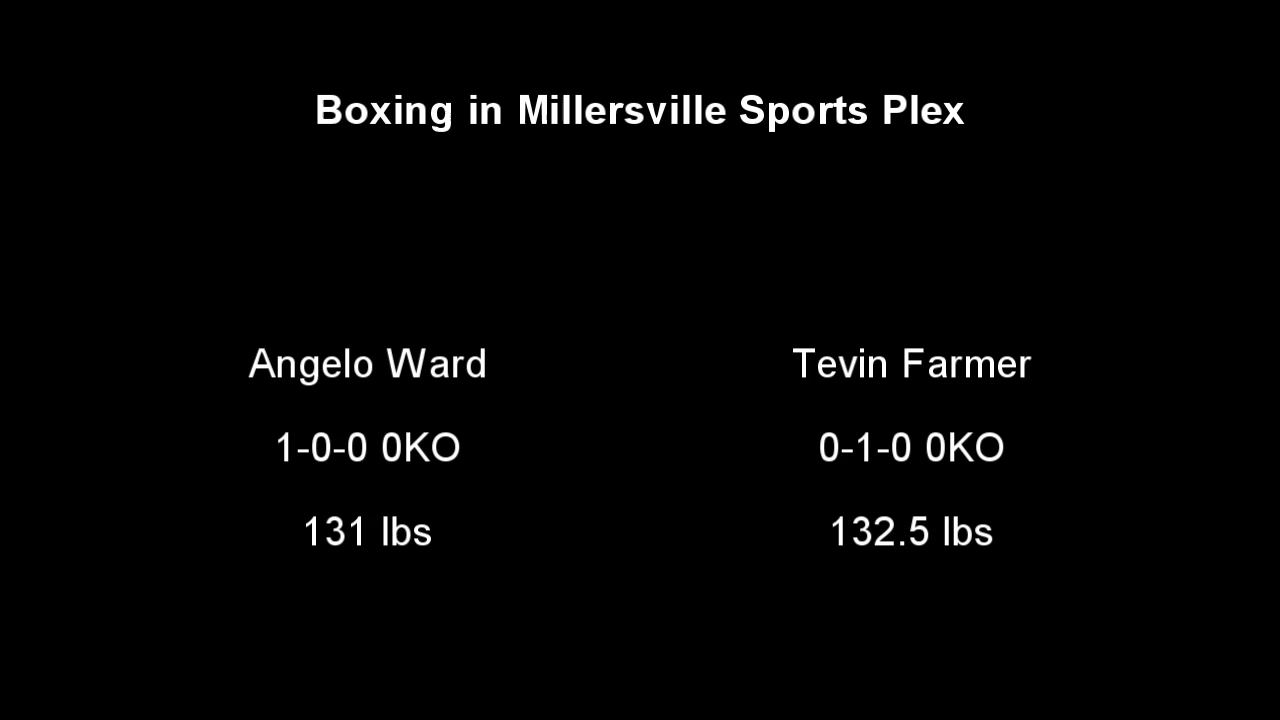 Boxing in Millersville Sports Plex
Angelo Ward
Tevin Farmer
1-0-0 0KO
0-1-0 0KO
131 lbs
132.5 lbs